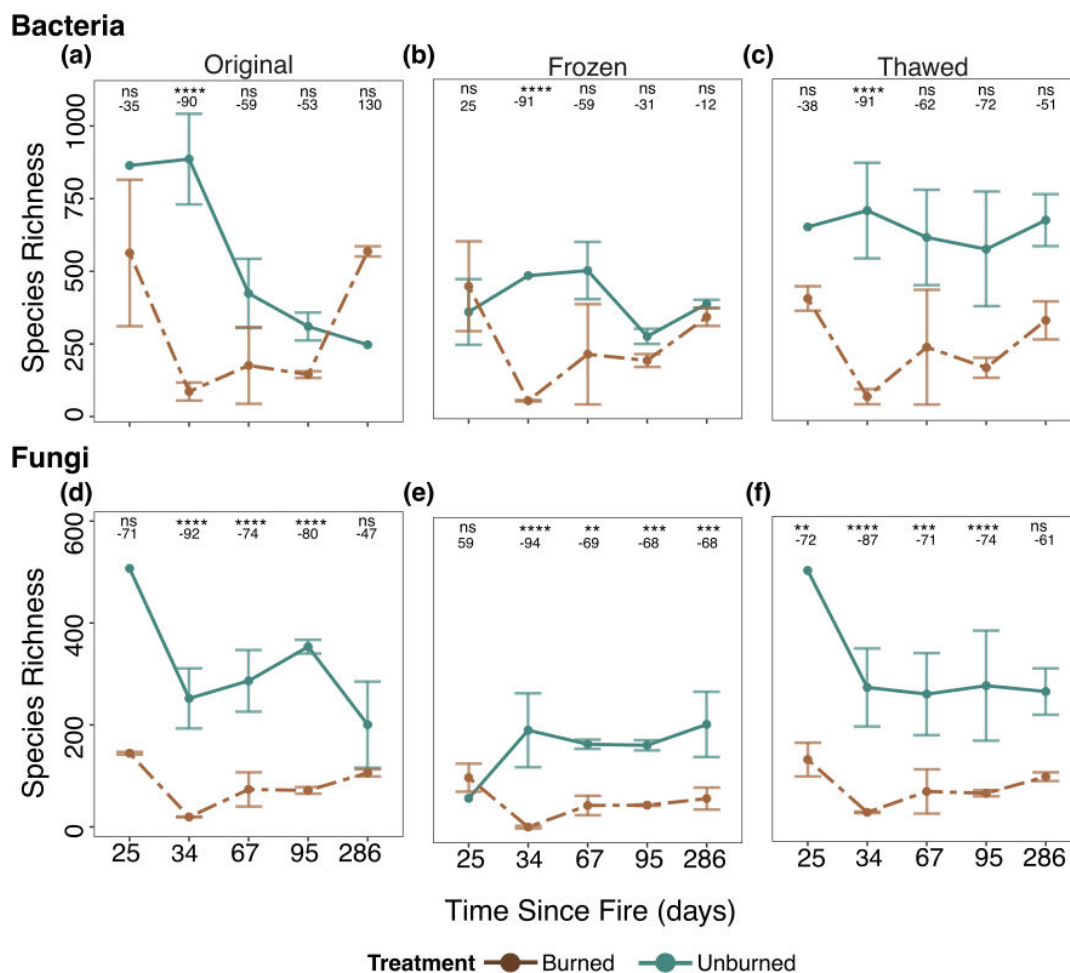 Bacteria
(a) Original (b) Frozen (c) Thawed
ns **** ns ns ns ns **** ns ns ns ns **** ns ns ns
-35 -90 -59 -53 130 25 -91 -59 -31 -12 -38 -91 -62 -72 -51
Species Richness
1000
750
500
250
0
Fungi
(d) (e) (f)
ns **** **** **** ns ns **** ** *** *** ** **** *** **** ns
-71 -92 -74 -80 -47 59 -94 -69 -68 -68 -72 -87 -71 -74 -61
Species Richness
600
400
200
0
25 34 67 95 286 25 34 67 95 286 25 34 67 95 286
Time Since Fire (days)
Treatment Burned Unburned